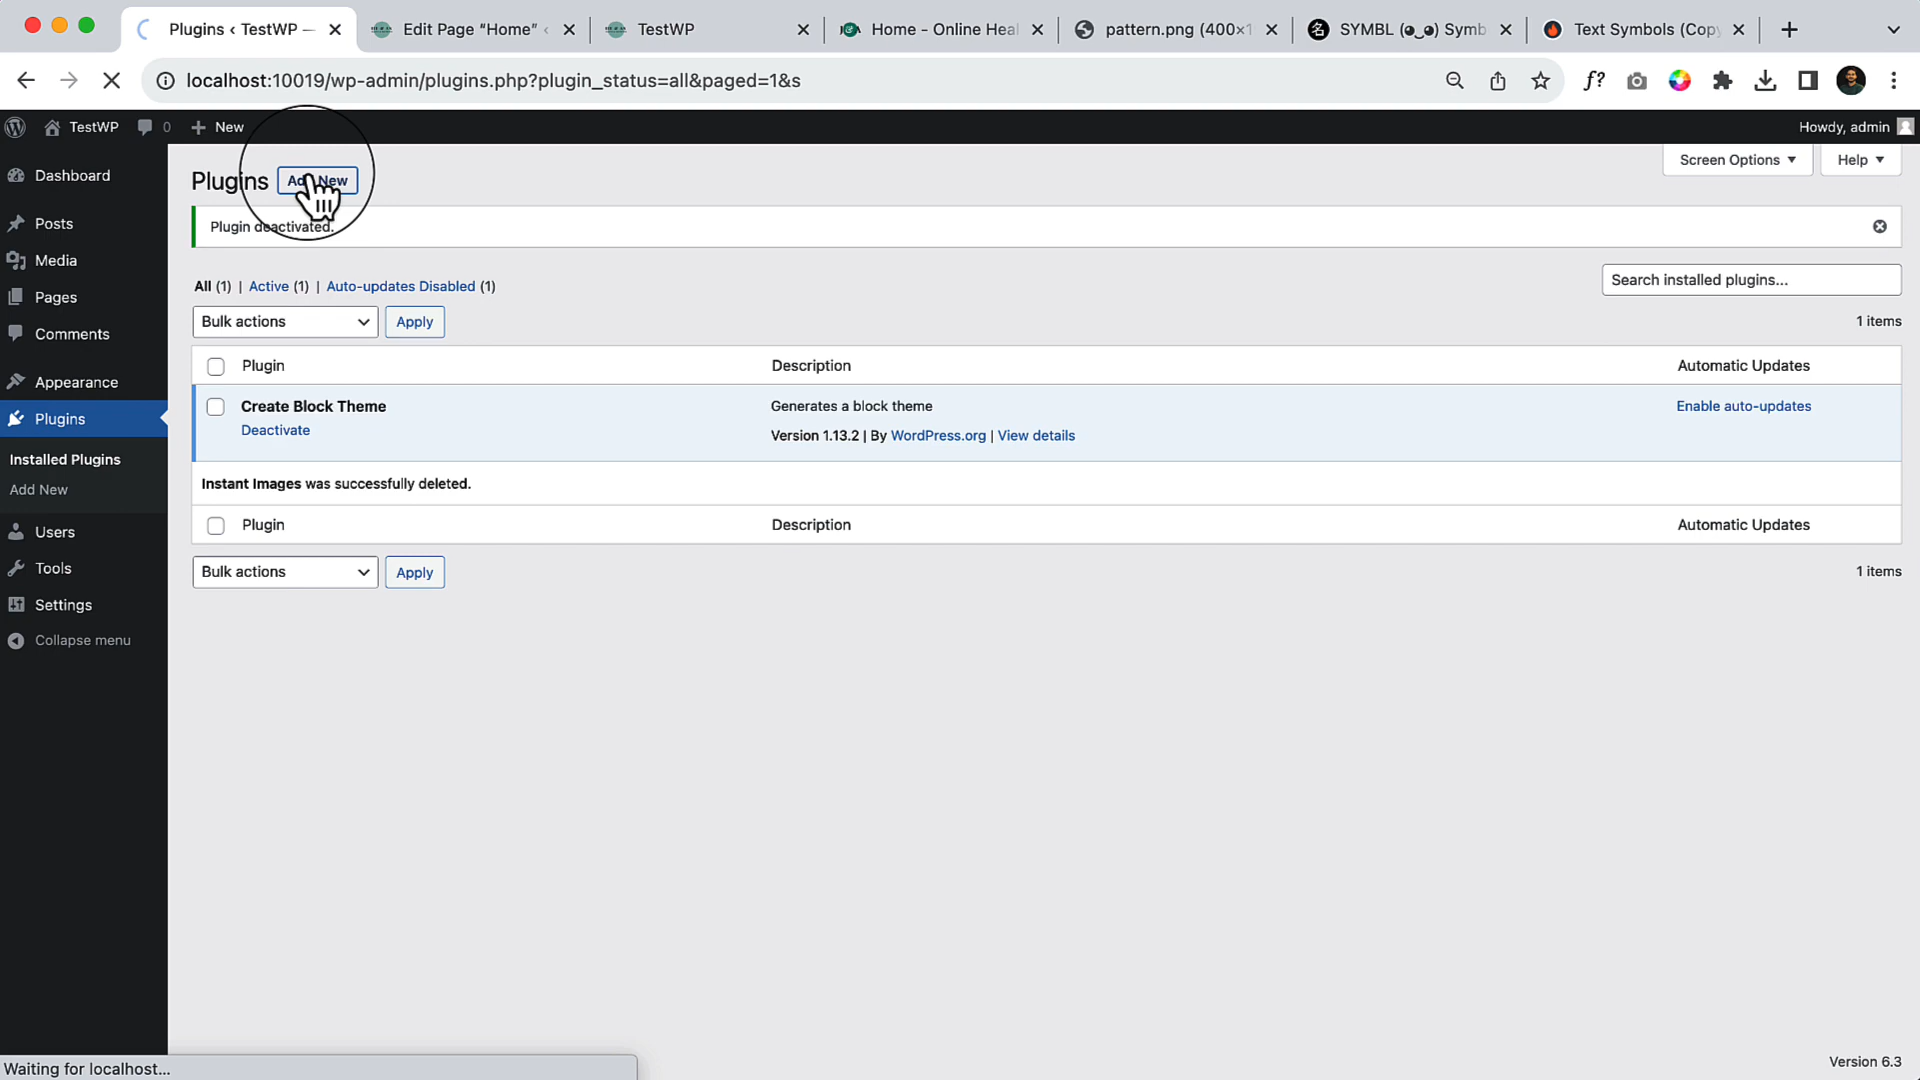 Plugins ‹ TestWP —
Edit Page “Home” ‹
TestWP
Home - Online Heal
pattern.png (400×1
SYMBL (◕‿◕) Symb
Text Symbols (Copy
localhost:10019/wp-admin/plugins.php?plugin_status=all&paged=1&s
f?
TestWP
0
New
Howdy, admin
Screen Options ▼
Help ▼
Dashboard
Posts
Media
Pages
Comments
Appearance
Plugins
Installed Plugins
Add New
Users
Tools
Settings
Collapse menu
Plugins
Add New
Plugin deactivated.
All (1) | Active (1) | Auto-updates Disabled (1)
Search installed plugins...
Bulk actions
Apply
1 items
Plugin
Description
Automatic Updates
Create Block Theme
Generates a block theme
Enable auto-updates
Deactivate
Version 1.13.2 | By WordPress.org | View details
Instant Images was successfully deleted.
Plugin
Description
Automatic Updates
Bulk actions
Apply
1 items
Waiting for localhost...
Version 6.3